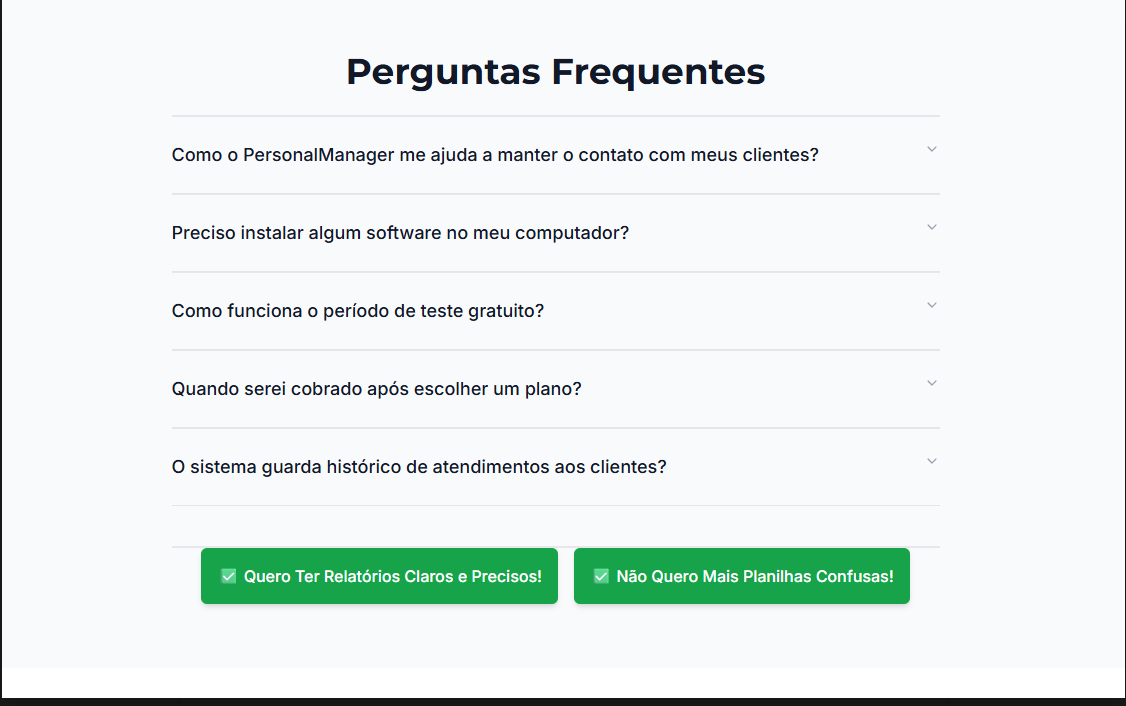 Perguntas Frequentes
Como o PersonalManager me ajuda a manter o contato com meus clientes?
Preciso instalar algum software no meu computador?
Como funciona o período de teste gratuito?
Quando serei cobrado após escolher um plano?
O sistema guarda histórico de atendimentos aos clientes?
✅ Quero Ter Relatórios Claros e Precisos!
✅ Não Quero Mais Planilhas Confusas!